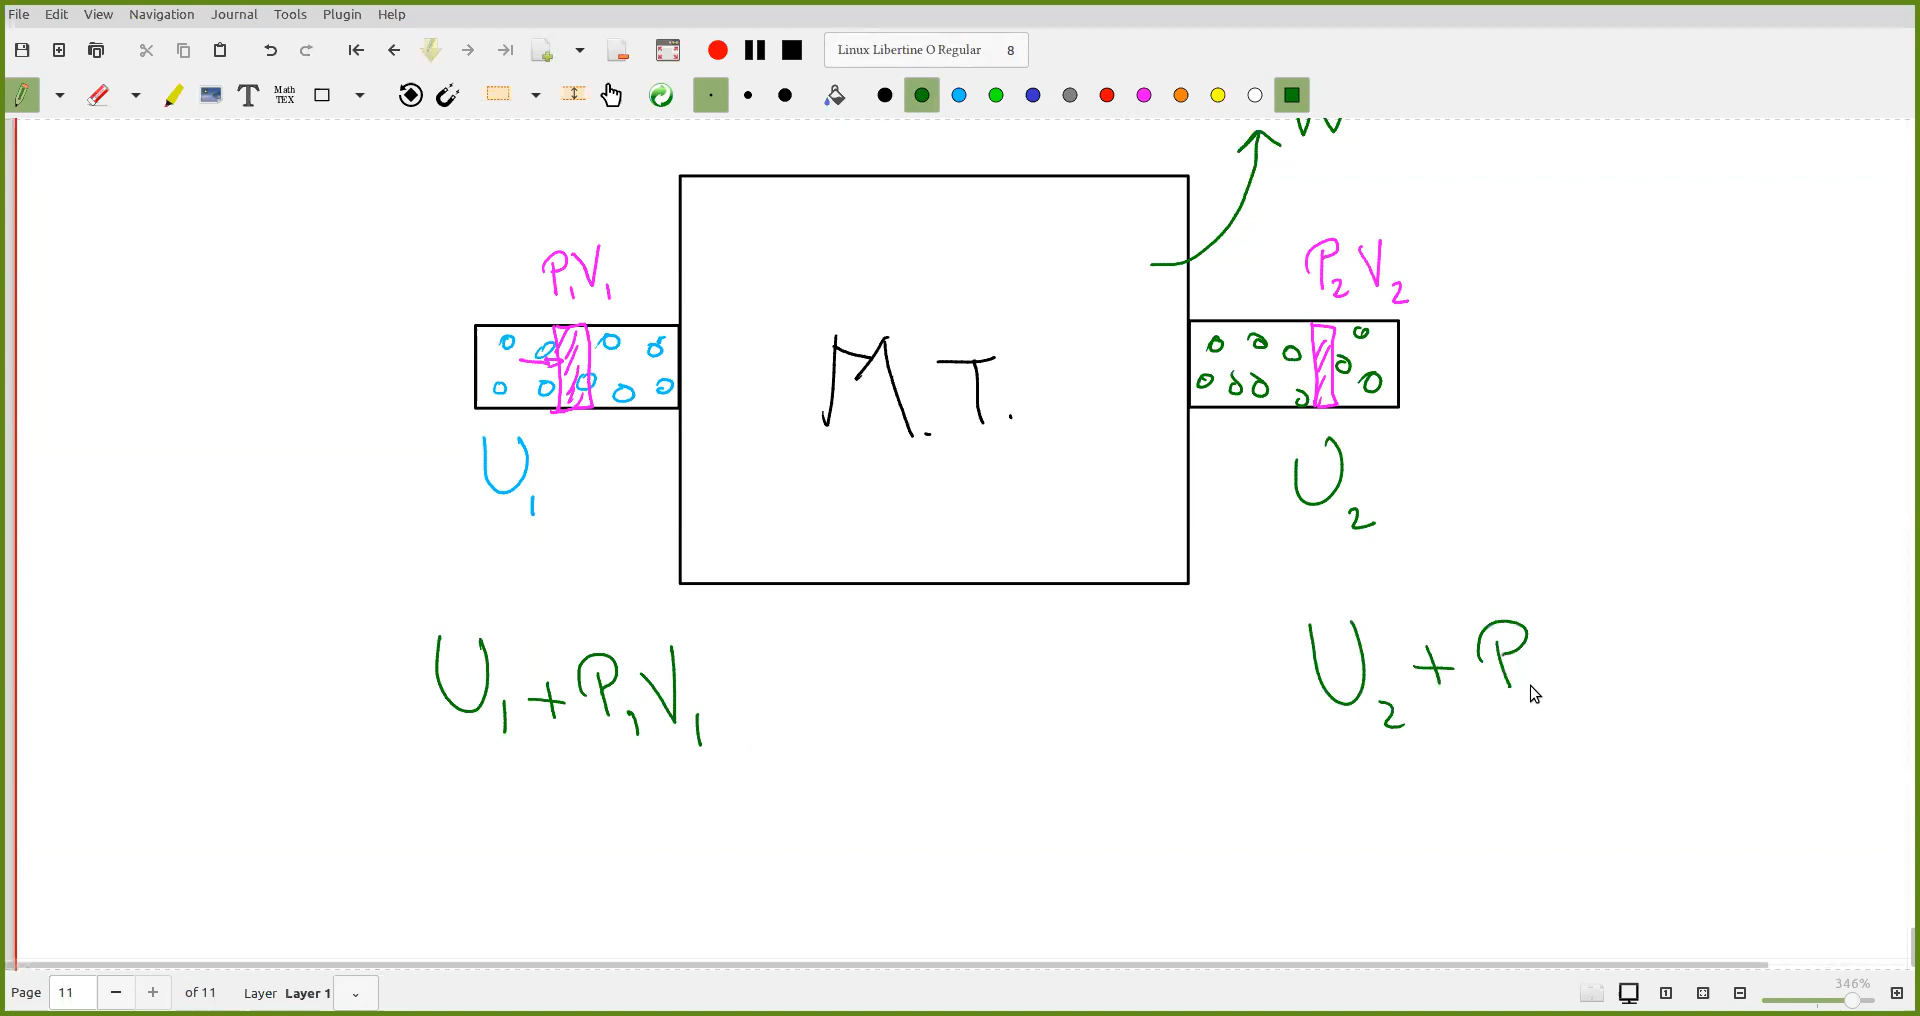 File Edit View Navigation Journal Tools Plugin Help
Linux Libertine O Regular 8
T Math TEX
W
P₁V₁
P₂V₂
M.T.
U₁
U₂
U₁ + P₁V₁
U₂ + P
Page 11 − + of 11 Layer Layer 1
346%